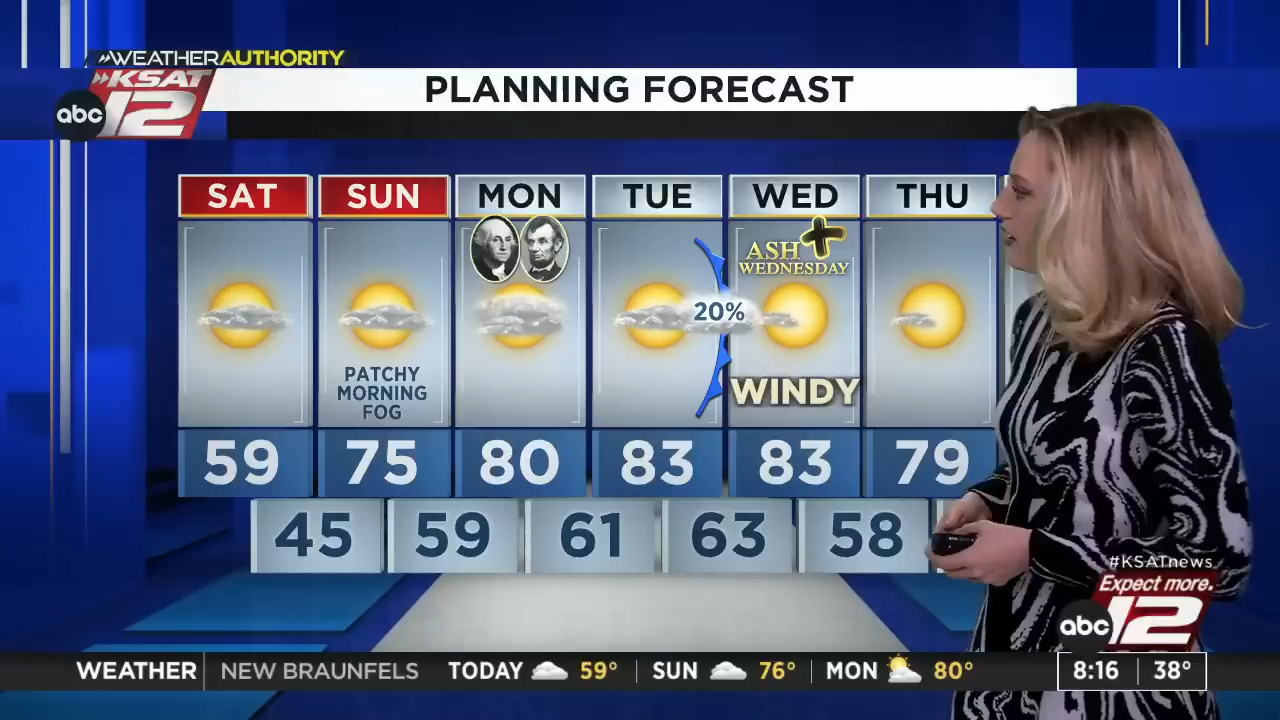 WEATHERAUTHORITY
KSAT
abc 12
PLANNING FORECAST
SAT SUN MON TUE WED THU
ASH
WEDNESDAY
20%
PATCHY
MORNING
FOG
WINDY
59 75 80 83 83 79
45 59 61 63 58
#KSATnews
Expect more.
abc 12
WEATHER NEW BRAUNFELS TODAY 59° SUN 76° MON 80° 8:16 38°